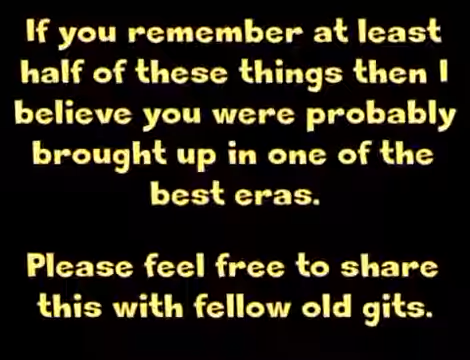 If you remember at least
half of these things then I
believe you were probably
brought up in one of the
best eras.
Please feel free to share
this with fellow old gits.